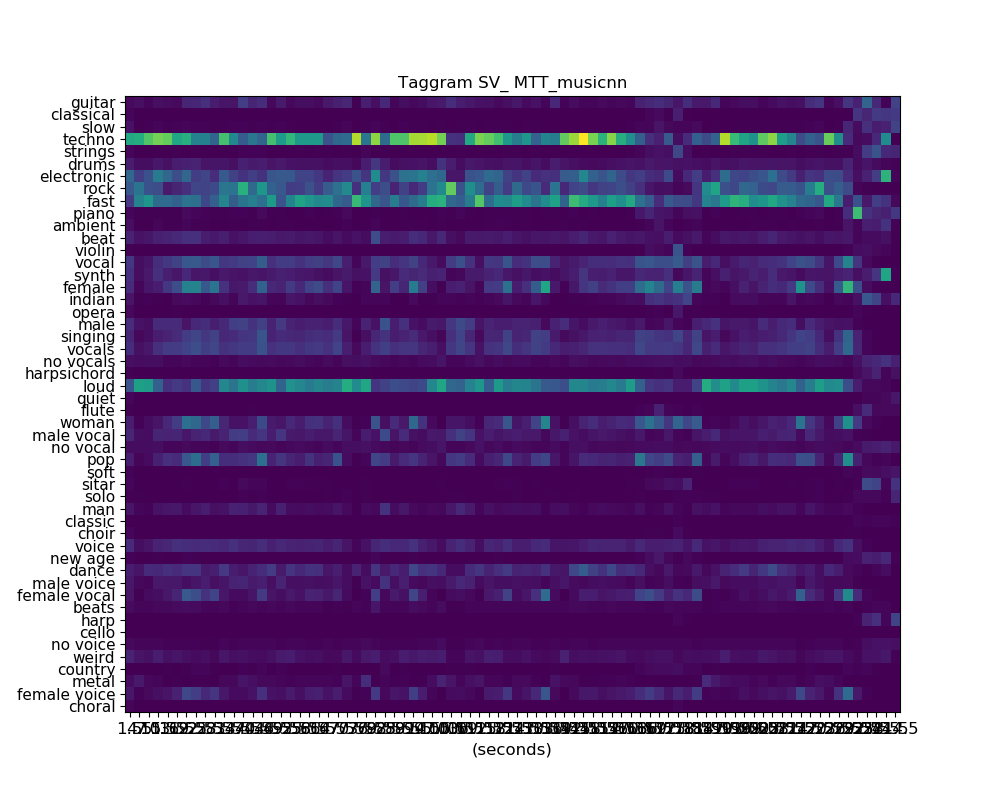 Taggram SV_ MTT_musicnn
guitar
classical
slow
techno
strings
drums
electronic
rock
fast
piano
ambient
beat
violin
vocal
synth
female
indian
opera
male
singing
vocals
no vocals
harpsichord
loud
quiet
flute
woman
male vocal
no vocal
pop
soft
sitar
solo
man
classic
choir
voice
new age
dance
male voice
female vocal
beats
harp
cello
no voice
weird
country
metal
female voice
choral
(seconds)